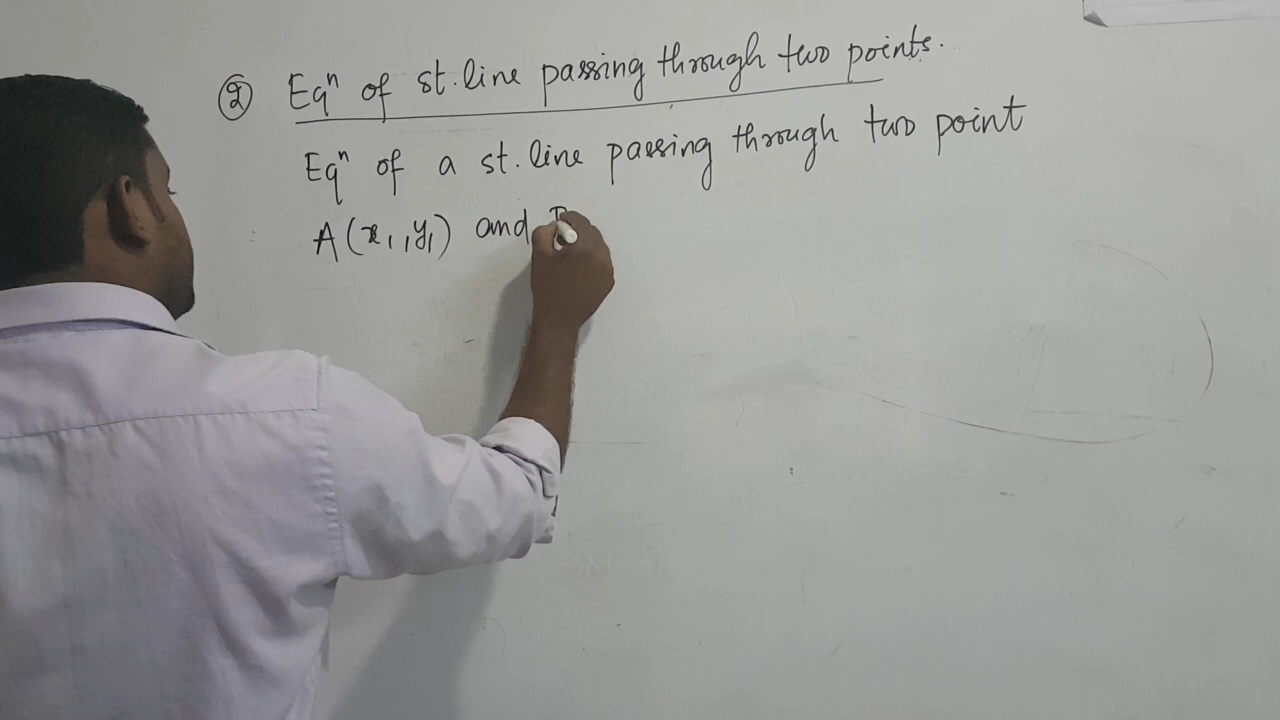 ② Eqⁿ of st. line passing through two points.
Eqⁿ of a st. line passing through two point
A(x₁, y₁) and